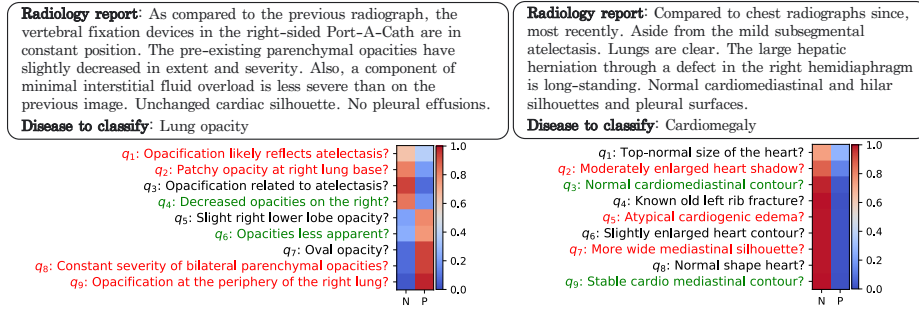 Radiology report: As compared to the previous radiograph, the
vertebral fixation devices in the right-sided Port-A-Cath are in
constant position. The pre-existing parenchymal opacities have
slightly decreased in extent and severity. Also, a component of
minimal interstitial fluid overload is less severe than on the
previous image. Unchanged cardiac silhouette. No pleural effusions.
Disease to classify: Lung opacity
q1: Opacification likely reflects atelectasis?
q2: Patchy opacity at right lung base?
q3: Opacification related to atelectasis?
q4: Decreased opacities on the right?
q5: Slight right lower lobe opacity?
q6: Opacities less apparent?
q7: Oval opacity?
q8: Constant severity of bilateral parenchymal opacities?
q9: Opacification at the periphery of the right lung?
N P
1.0
0.8
0.6
0.4
0.2
0.0
Radiology report: Compared to chest radiographs since,
most recently. Aside from the mild subsegmental
atelectasis. Lungs are clear. The large hepatic
herniation through a defect in the right hemidiaphragm
is long-standing. Normal cardiomediastinal and hilar
silhouettes and pleural surfaces.
Disease to classify: Cardiomegaly
q1: Top-normal size of the heart?
q2: Moderately enlarged heart shadow?
q3: Normal cardiomediastinal contour?
q4: Known old left rib fracture?
q5: Atypical cardiogenic edema?
q6: Slightly enlarged heart contour?
q7: More wide mediastinal silhouette?
q8: Normal shape heart?
q9: Stable cardio mediastinal contour?
N P
1.0
0.8
0.6
0.4
0.2
0.0